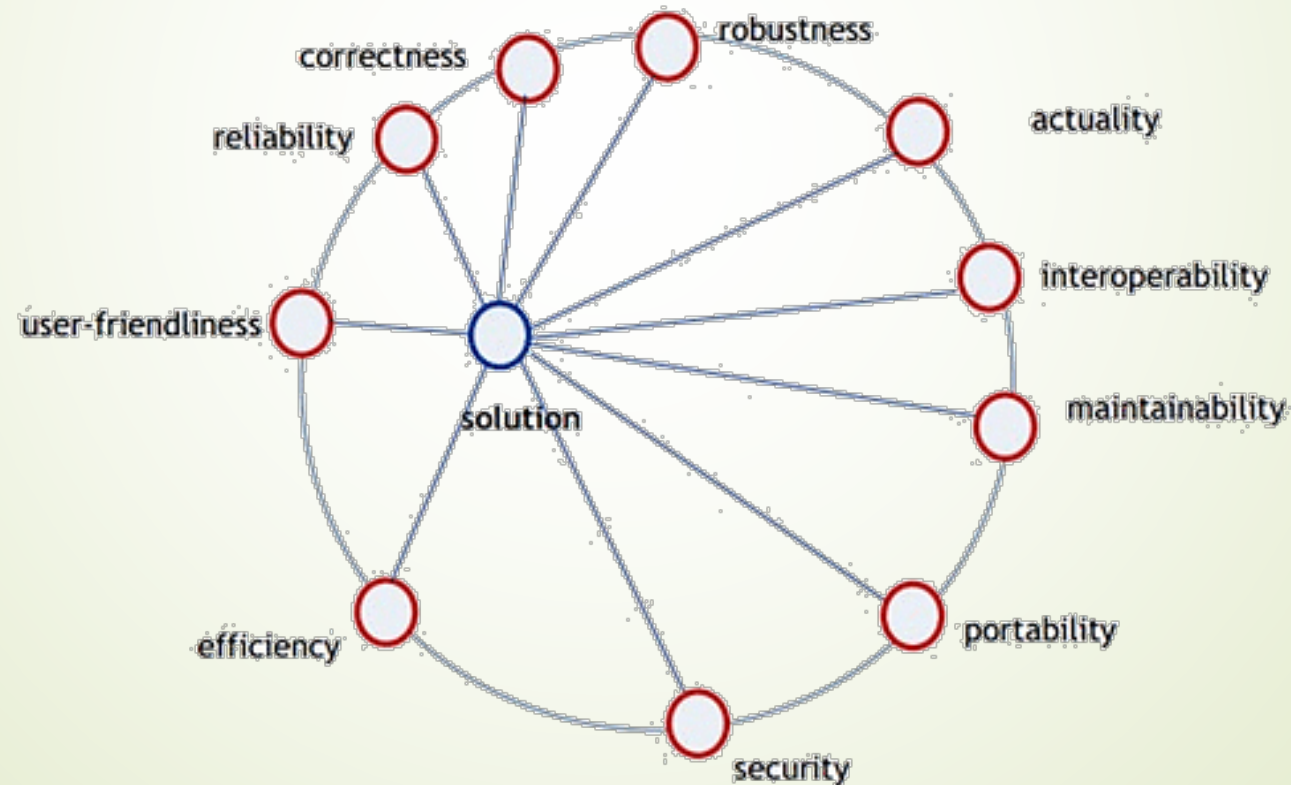 robustness
correctness
actuality
reliability
interoperability
user-friendliness
maintainability
solution
portability
efficiency
security